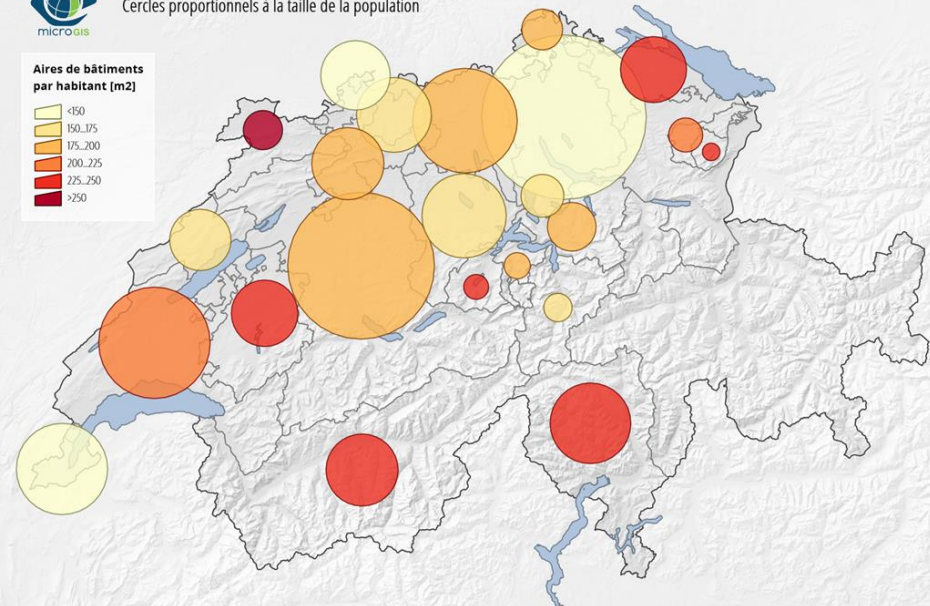 Cercles proportionnels à la taille de la population
microGIS
Aires de bâtiments
par habitant [m2]
<150
150...175
175...200
200...225
225...250
>250